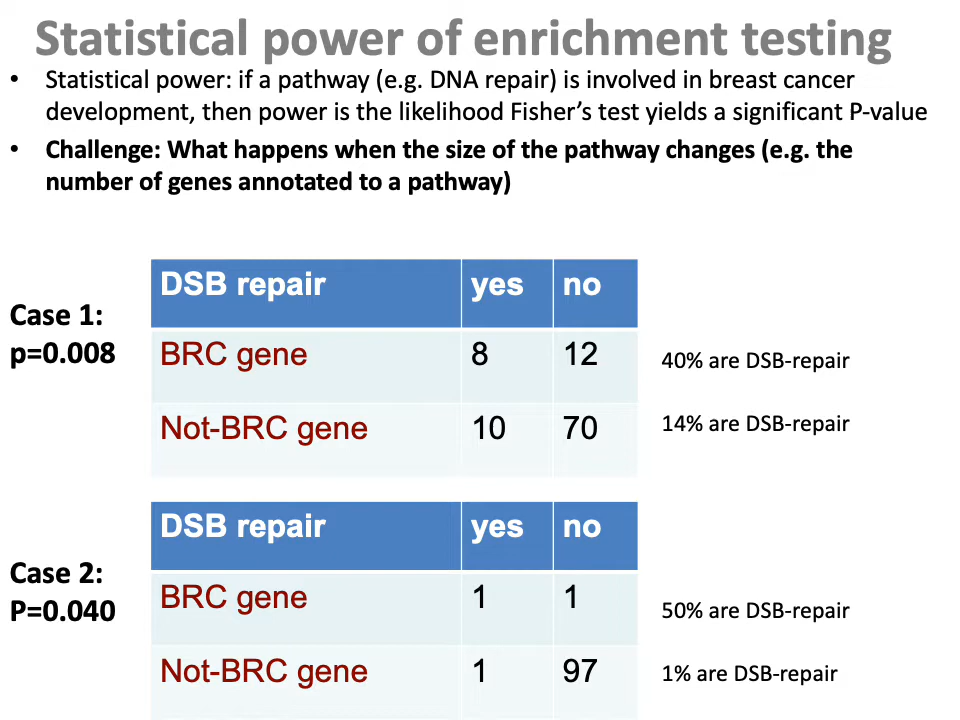 Statistical power of enrichment testing
• Statistical power: if a pathway (e.g. DNA repair) is involved in breast cancer
development, then power is the likelihood Fisher’s test yields a significant P-value
• Challenge: What happens when the size of the pathway changes (e.g. the
number of genes annotated to a pathway)
Case 1:
p=0.008
DSB repair yes no
BRC gene 8 12
40% are DSB-repair
Not-BRC gene 10 70
14% are DSB-repair
Case 2:
P=0.040
DSB repair yes no
BRC gene 1 1
50% are DSB-repair
Not-BRC gene 1 97
1% are DSB-repair